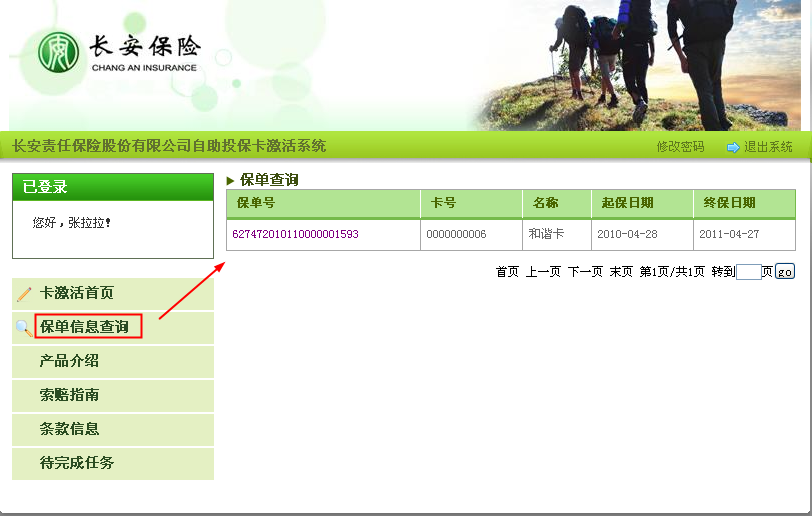 长安保险
CHANG AN INSURANCE
长安责任保险股份有限公司自助投保卡激活系统 修改密码 退出系统
已登录
您好，张拉拉！
卡激活首页
保单信息查询
产品介绍
索赔指南
条款信息
待完成任务
保单查询
保单号 卡号 名称 起保日期 终保日期
627472010110000001593 0000000006 和谐卡 2010-04-28 2011-04-27
首页 上一页 下一页 末页 第1页/共1页 转到 页 go